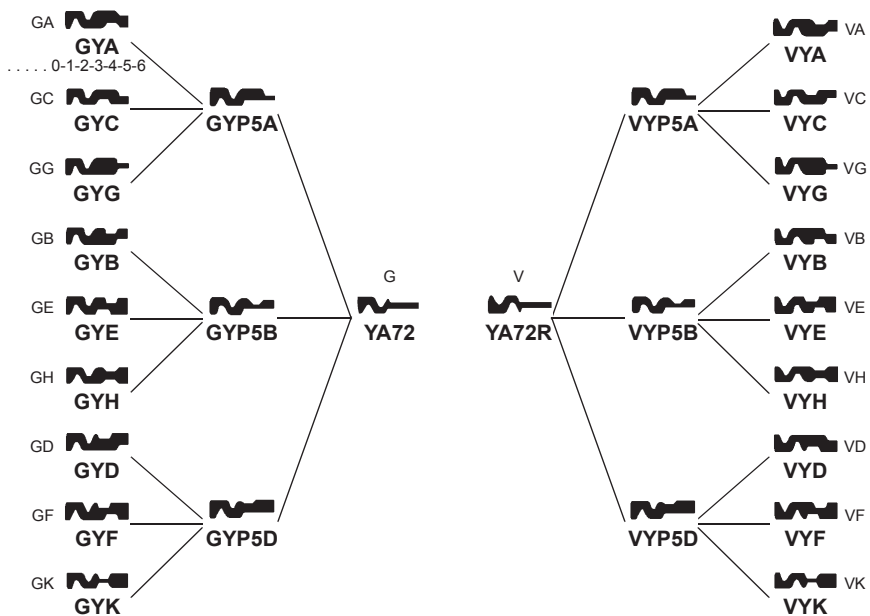 GA
GYA
. . . . . 0-1-2-3-4-5-6
GC
GYC
GG
GYG
GB
GYB
GE
GYE
GH
GYH
GD
GYD
GF
GYF
GK
GYK
GYP5A
GYP5B
GYP5D
G
YA72
V
YA72R
VYP5A
VYP5B
VYP5D
VA
VYA
VC
VYC
VG
VYG
VB
VYB
VE
VYE
VH
VYH
VD
VYD
VF
VYF
VK
VYK